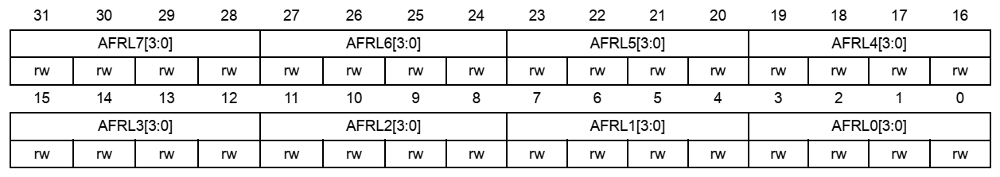 31 30 29 28 27 26 25 24 23 22 21 20 19 18 17 16
AFRL7[3:0] AFRL6[3:0] AFRL5[3:0] AFRL4[3:0]
rw rw rw rw rw rw rw rw rw rw rw rw rw rw rw rw
15 14 13 12 11 10 9 8 7 6 5 4 3 2 1 0
AFRL3[3:0] AFRL2[3:0] AFRL1[3:0] AFRL0[3:0]
rw rw rw rw rw rw rw rw rw rw rw rw rw rw rw rw